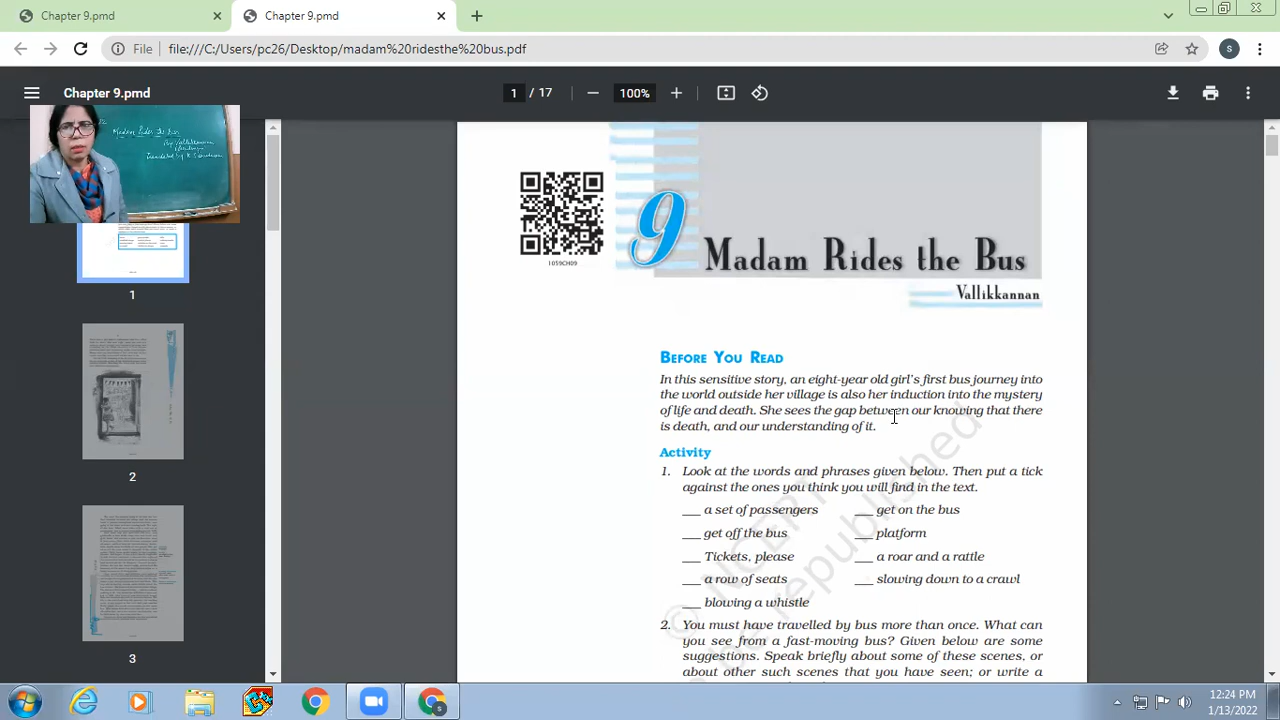 Chapter 9.pmd
Chapter 9.pmd
File file:///C:/Users/pc26/Desktop/madam%20ridesthe%20bus.pdf
S
Chapter 9.pmd
1 / 17
100%
Madam Rides the Bus
By
1
2
3
1059CH09
9
Madam Rides the Bus
Vallikkannan
BEFORE YOU READ
In this sensitive story, an eight-year old girl's first bus journey into
the world outside her village is also her induction into the mystery
of life and death. She sees the gap between our knowing that there
is death, and our understanding of it.
Activity
1. Look at the words and phrases given below. Then put a tick
against the ones you think you will find in the text.
___ a set of passengers ___ get on the bus
___ get off the bus ___ platform
___ Tickets, please ___ a roar and a rattle
___ a row of seats ___ slowing down to a crawl
___ blowing a whistle
2. You must have travelled by bus more than once. What can
you see from a fast-moving bus? Given below are some
suggestions. Speak briefly about some of these scenes, or
about other such scenes that you have seen; or write a
be republished
12:24 PM
1/13/2022